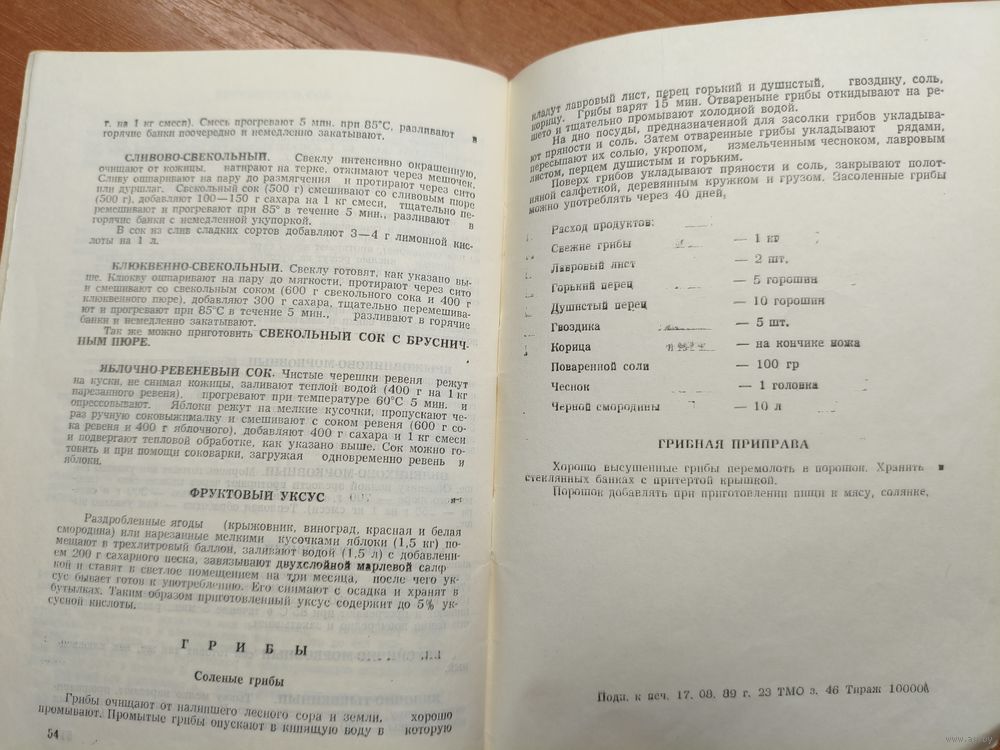 г. на 1 кг смеси). Смесь прогревают 5 мин. при 85°С, разливают в
горячие банки поочередно и немедленно закатывают.
СЛИВОВО-СВЕКОЛЬНЫЙ. Свеклу интенсивно окрашенную,
очищают от кожицы, натирают на терке, отжимают через мешочек.
Сливу ошпаривают на пару до размягчения и протирают через сито
или дуршлаг. Свекольный сок (500 г) смешивают со сливовым пюре
(500 г), добавляют 100—150 г сахара на 1 кг смеси, тщательно пе-
ремешивают и прогревают при 85° в течение 5 мин., разливают в
горячие банки с немедленной укупоркой.
В сок из слив сладких сортов добавляют 3—4 г лимонной кис-
лоты на 1 л.
КЛЮКВЕННО-СВЕКОЛЬНЫЙ. Свеклу готовят, как указано вы-
ше. Клюкву ошпаривают на пару до мягкости, протирают через сито
и смешивают со свекольным соком (600 г свекольного сока и 400 г
клюквенного пюре), добавляют 300 г сахара, тщательно перемешива-
ют и прогревают при 85°С в течение 5 мин., разливают в горячие
банки и немедленно закатывают.
Так же можно приготовить СВЕКОЛЬНЫЙ СОК С БРУСНИЧ-
НЫМ ПЮРЕ.
ЯБЛОЧНО-РЕВЕНЕВЫЙ СОК. Чистые черешки ревеня режут
на куски, не снимая кожицы, заливают теплой водой (400 г на 1 кг
нарезанного ревеня), прогревают при температуре 60°С 5 мин. и
опрессовывают. Яблоки режут на мелкие кусочки, пропускают че-
раз ручную соковыжималку и смешивают с соком ревеня (600 г со-
ка ревеня и 400 г яблочного), добавляют 400 г сахара и 1 кг смеси
и подвергают тепловой обработке, как указано выше. Сок можно го-
товить и при помощи соковарки, загружая одновременно ревень и
яблоки.
ФРУКТОВЫЙ УКСУС
Раздробленные ягоды (крыжовник, виноград, красная и белая
смородина) или нарезанные мелкими кусочками яблоки (1,5 кг) по-
мещают в трехлитровый баллон, заливают водой (1,5 л) с добавлени-
ем 200 г сахарного песка, завязывают двухслойной марлевой салф
кой и ставят в светлое помещением на три месяца, после чего ук-
сус бывает готов к употреблению. Его снимают с осадка и хранят в
бутылках. Таким образом приготовленный уксус содержит до 5% ук-
сусной кислоты.
ГРИБЫ
Соленые грибы
Грибы очищают от налипшего лесного сора и земли, хорошо
промывают. Промытые грибы опускают в кипящую воду в которую
54
кладут лавровый лист, перец горький и душистый, гвоздику, соль,
корицу. Грибы варят 15 мин. Отвареныне грибы откидывают на ре-
шето и тщательно промывают холодной водой.
На дно посуды, предназначенной для засолки грибов укладыва-
ют пряности и соль. Затем отваренные грибы укладывают рядами,
пересыпают их солью, укропом, измельченным чесноком, лавровым
листом, перцем душистым и горьким.
Поверх грибов укладывают пряности и соль, закрывают полот-
няной салфеткой, деревянным кружком и грузом. Засоленные грибы
можно употреблять через 40 дней.
Расход продуктов:
Свежие грибы — 1 кг
Лавровый лист — 2 шт.
Горький перец — 5 горошин
Душистый перец — 10 горошин
Гвоздика — 5 шт.
Корица — на кончике ножа
Поваренной соли — 100 гр
Чеснок — 1 головка
Черной смородины — 10 л
ГРИБНАЯ ПРИПРАВА
Хорошо высушенные грибы перемолоть в порошок. Хранить в
стеклянных банках с притертой крышкой.
Порошок добавлять при приготовлении пищи к мясу, солянке,
Подп. к печ. 17. 08. 89 г. 23 ТМО з. 46 Тираж 10000
www.ay.by